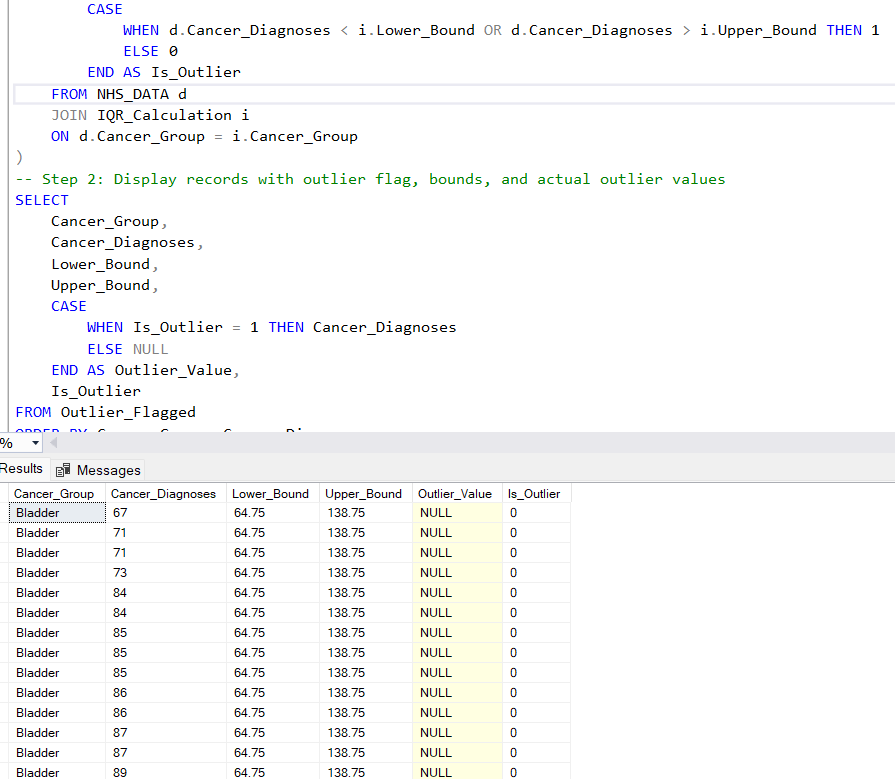 CASE
WHEN d.Cancer_Diagnoses < i.Lower_Bound OR d.Cancer_Diagnoses > i.Upper_Bound THEN 1
ELSE 0
END AS Is_Outlier
FROM NHS_DATA d
JOIN IQR_Calculation i
ON d.Cancer_Group = i.Cancer_Group
)
-- Step 2: Display records with outlier flag, bounds, and actual outlier values
SELECT
Cancer_Group,
Cancer_Diagnoses,
Lower_Bound,
Upper_Bound,
CASE
WHEN Is_Outlier = 1 THEN Cancer_Diagnoses
ELSE NULL
END AS Outlier_Value,
Is_Outlier
FROM Outlier_Flagged
ORDER BY
%
Results Messages
Cancer_Group Cancer_Diagnoses Lower_Bound Upper_Bound Outlier_Value Is_Outlier
Bladder 67 64.75 138.75 NULL 0
Bladder 71 64.75 138.75 NULL 0
Bladder 71 64.75 138.75 NULL 0
Bladder 73 64.75 138.75 NULL 0
Bladder 84 64.75 138.75 NULL 0
Bladder 84 64.75 138.75 NULL 0
Bladder 85 64.75 138.75 NULL 0
Bladder 85 64.75 138.75 NULL 0
Bladder 85 64.75 138.75 NULL 0
Bladder 86 64.75 138.75 NULL 0
Bladder 86 64.75 138.75 NULL 0
Bladder 87 64.75 138.75 NULL 0
Bladder 87 64.75 138.75 NULL 0
Bladder 89 64.75 138.75 NULL 0